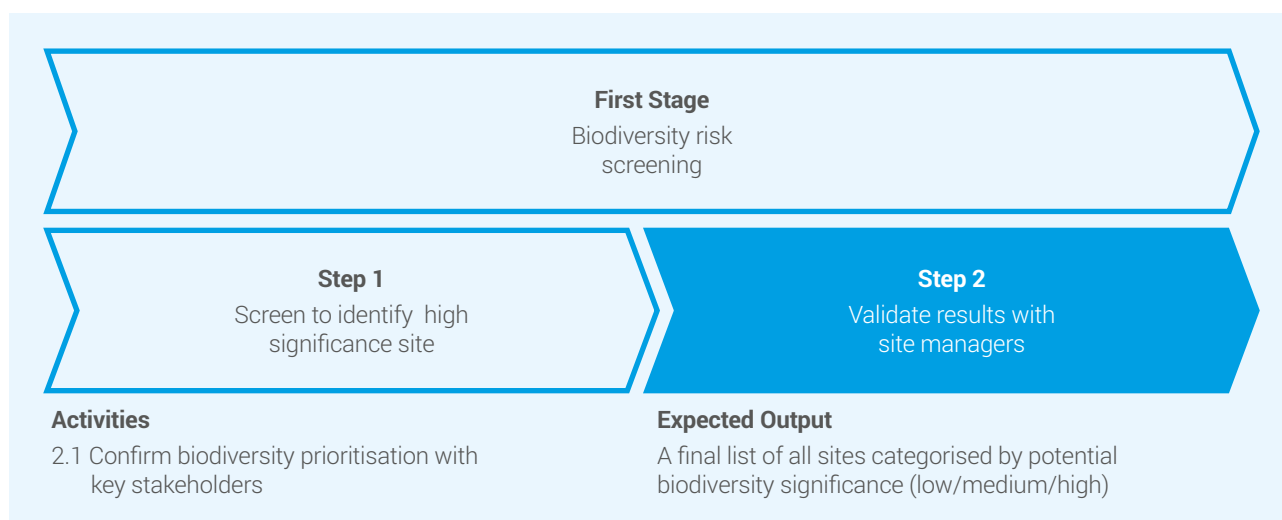 First Stage
Biodiversity risk
screening
Step 1
Screen to identify  high
significance site
Step 2
Validate results with
site managers
Activities
2.1 Confirm biodiversity prioritisation with
key stakeholders
Expected Output
A final list of all sites categorised by potential
biodiversity significance (low/medium/high)